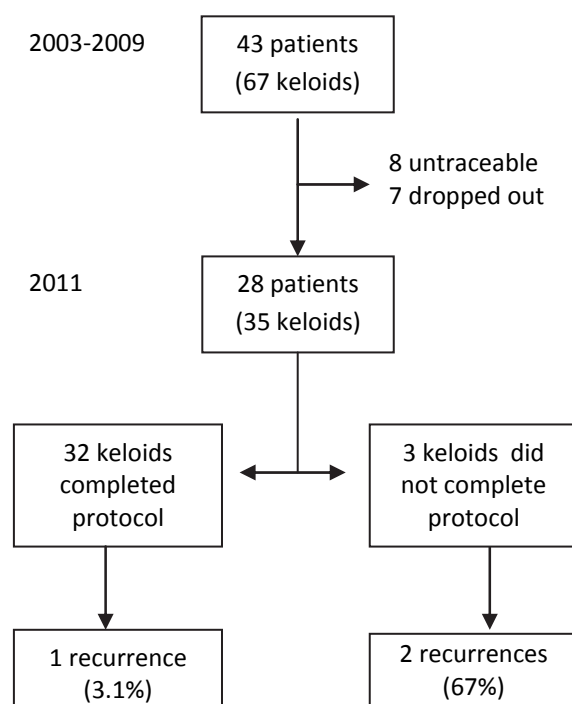 2003-2009
43 patients
(67 keloids)
8 untraceable
7 dropped out
2011
28 patients
(35 keloids)
32 keloids
completed
protocol
3 keloids did
not complete
protocol
1 recurrence
(3.1%)
2 recurrences
(67%)